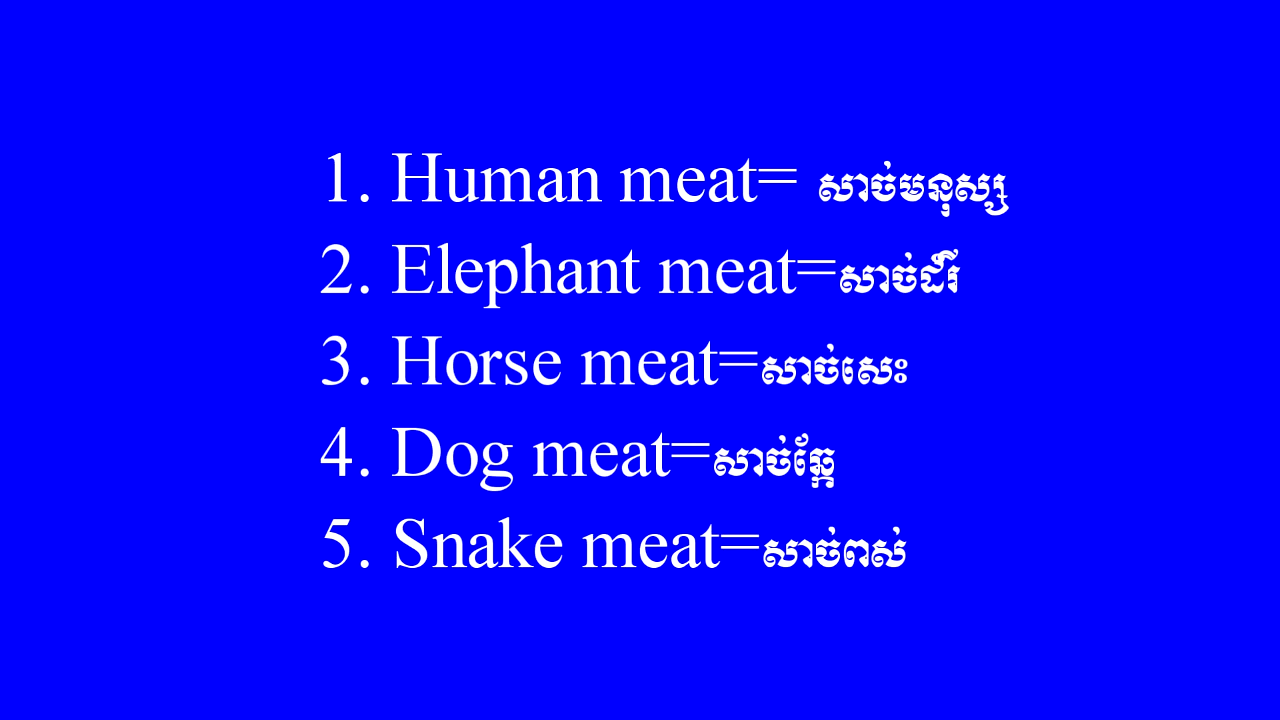 1. Human meat= សាច់មនុស្ស
2. Elephant meat=សាច់ដំរី
3. Horse meat=សាច់សេះ
4. Dog meat=សាច់ឆ្កែ
5. Snake meat=សាច់ពស់